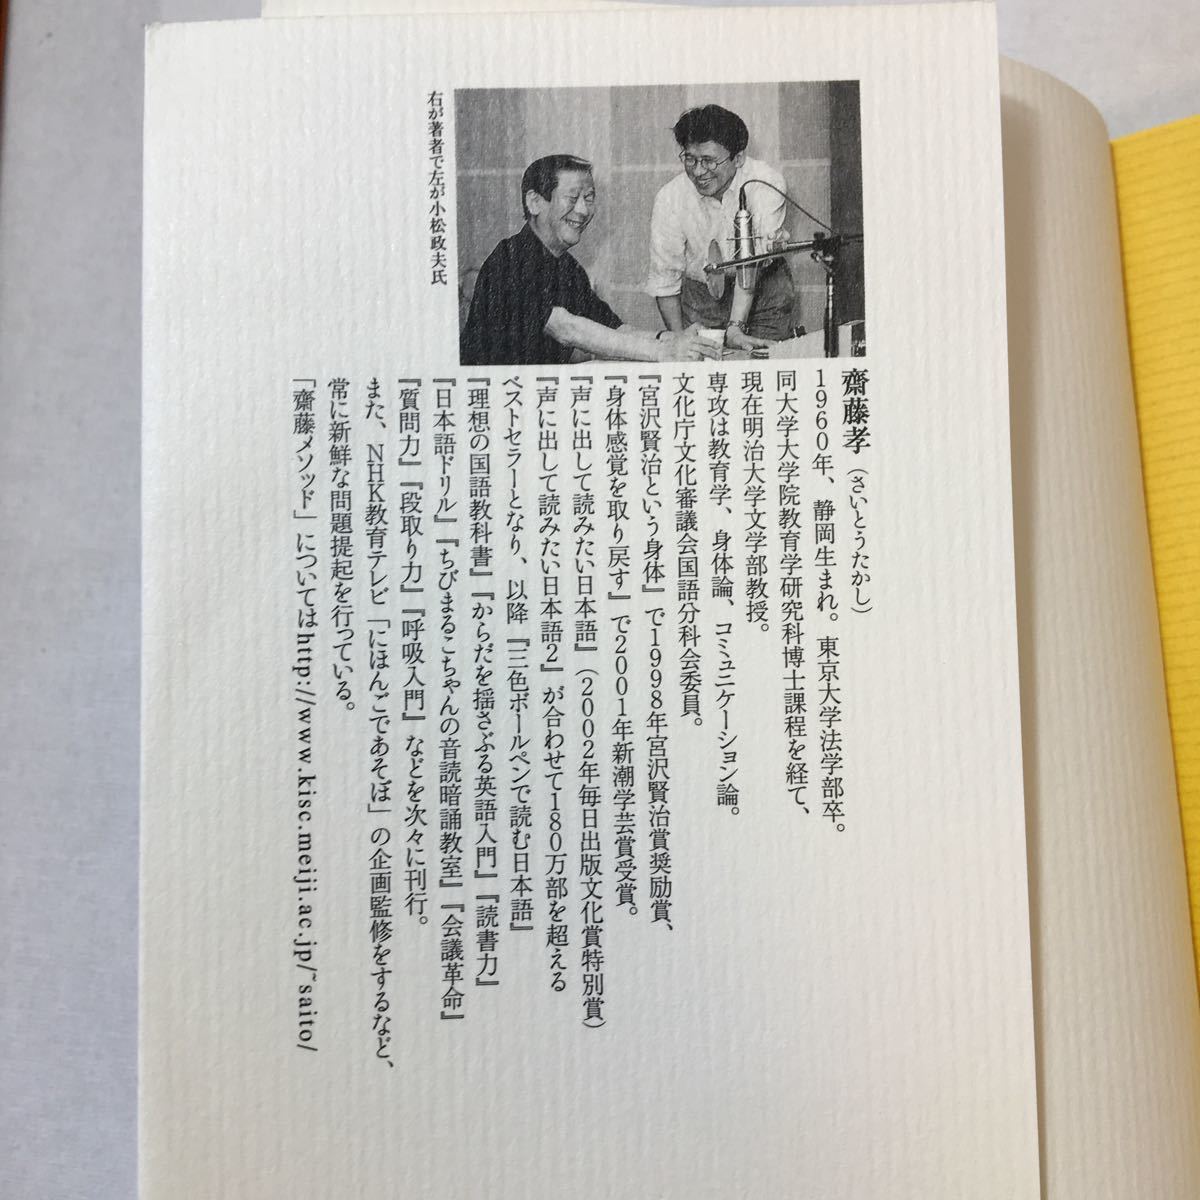 右が著者で左が小松政夫氏
齋藤孝（さいとうたかし）
1960年、静岡生まれ。東京大学法学部卒。
同大学大学院教育学研究科博士課程を経て、
現在明治大学文学部教授。
専攻は教育学、身体論、コミュニケーション論。
文化庁文化審議会国語分科会委員。
『宮沢賢治という身体』で1998年宮沢賢治賞奨励賞、
『身体感覚を取り戻す』で2001年新潮学芸賞受賞。
『声に出して読みたい日本語』（2002年毎日出版文化賞特別賞）
『声に出して読みたい日本語2』が合わせて180万部を超える
ベストセラーとなり、以降『三色ボールペンで読む日本語』
『理想の国語教科書』『からだを揺さぶる英語入門』『読書力』
『日本語ドリル』『ちびまるこちゃんの音読暗誦教室』『会議革命』
『質問力』『段取り力』『呼吸入門』などを次々に刊行。
また、NHK教育テレビ「にほんごであそぼ」の企画監修をするなど、
常に新鮮な問題提起を行っている。
「齋藤メソッド」についてはhttp://www.kisc.meiji.ac.jp/~saito/